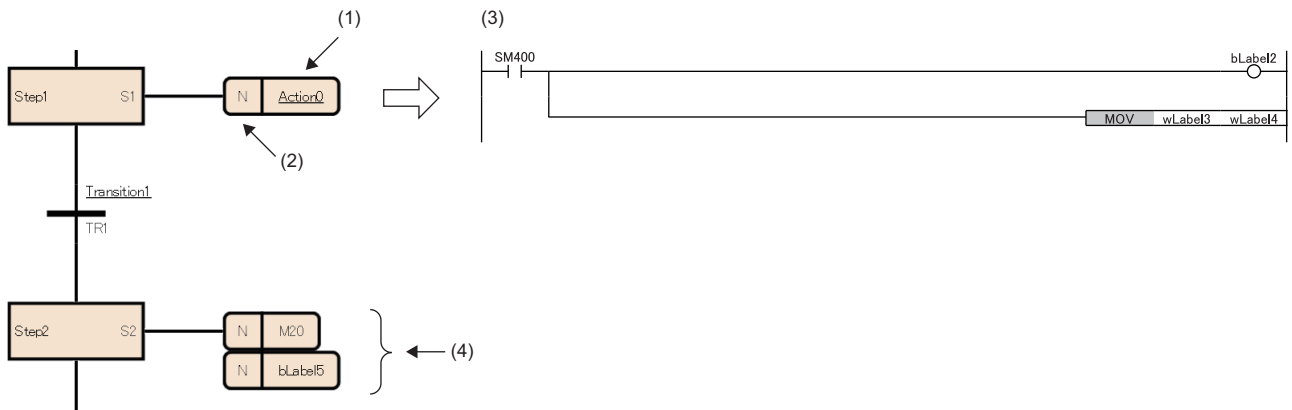 (1)
(3)
SM400
bLabel2
Step1 S1 N Action0
MOV wLabel3 wLabel4
(2)
Transition1
TR1
Step2 S2 N M20
(4)
N bLabel5